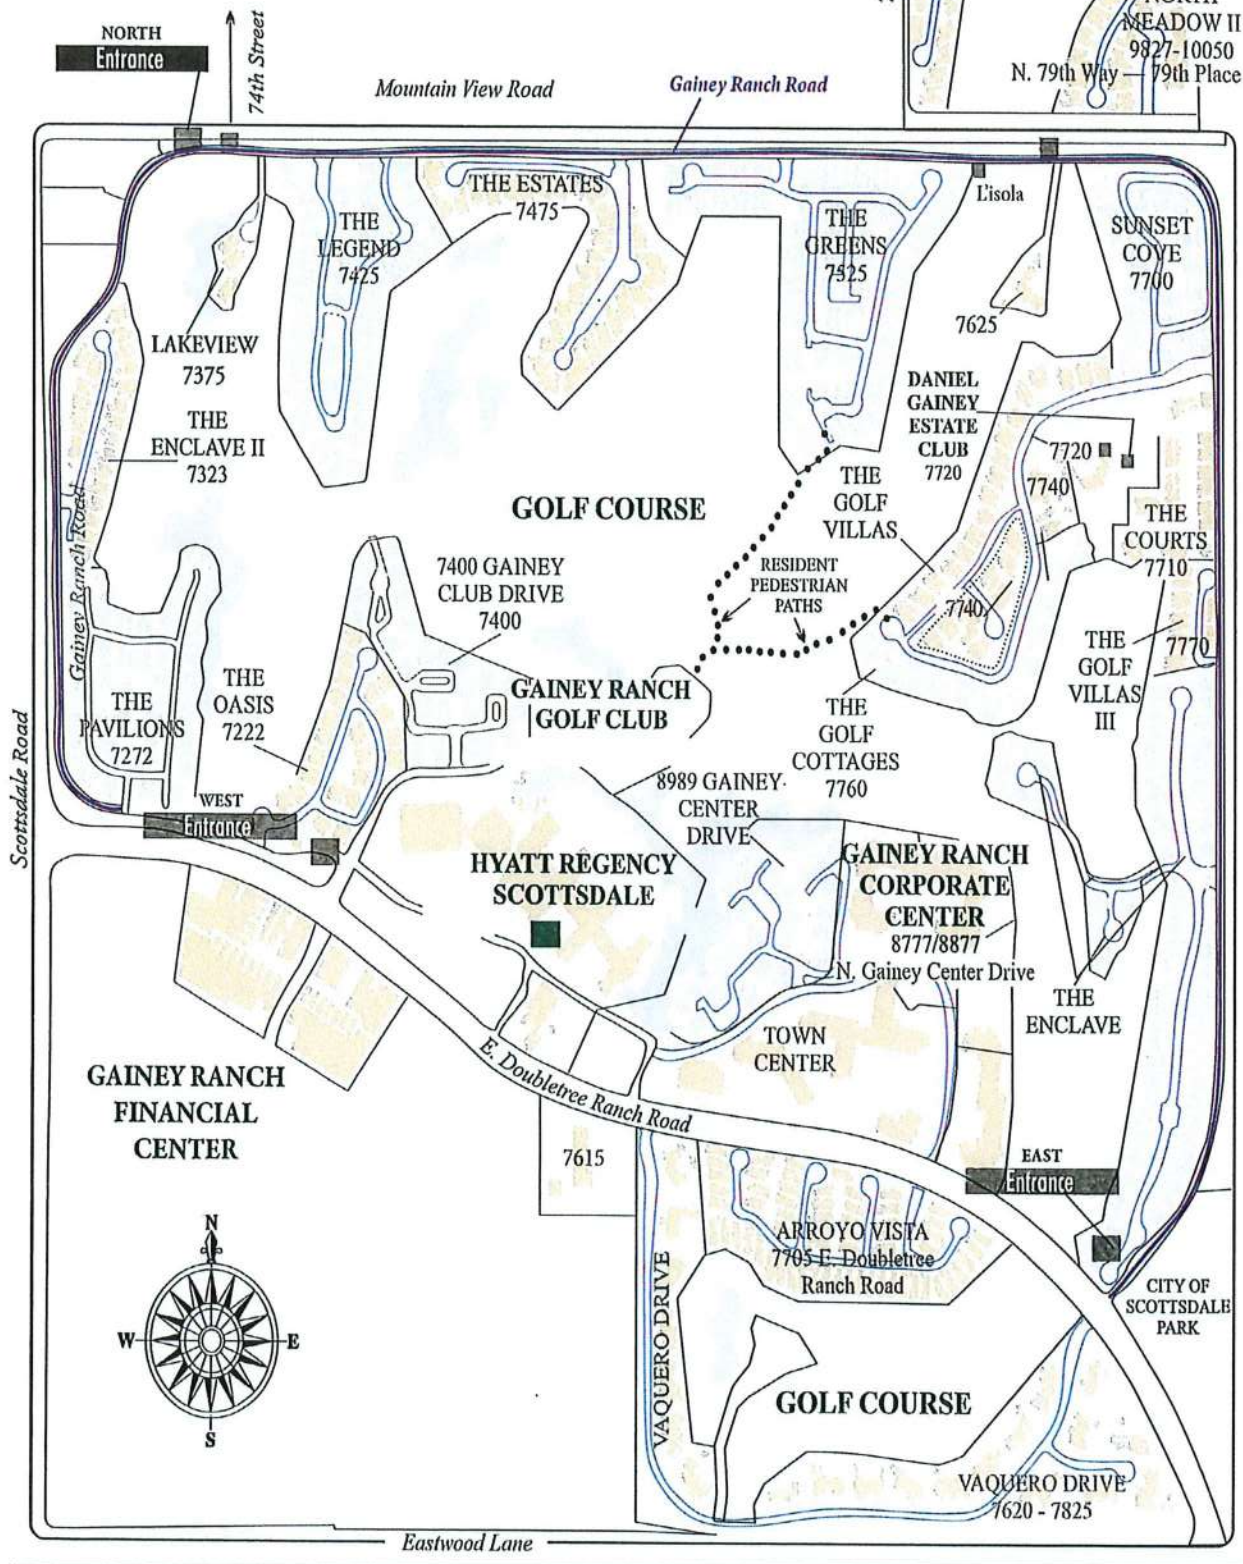 NORTH
Entrance
74th Street
Mountain View Road
Gainey Ranch Road
MEADOW II
9827-10050
N. 79th Way — 79th Place
THE ESTATES
7475
THE
LEGEND
7425
THE
GREENS
7525
L'isola
SUNSET
COVE
7700
LAKEVIEW
7375
7625
THE
ENCLAVE II
7323
DANIEL
GAINEY
ESTATE
CLUB
7720
7720
7740
GOLF COURSE
THE
GOLF
VILLAS
THE
COURTS
7710
Gainey Ranch Road
7400 GAINEY
CLUB DRIVE
7400
RESIDENT
PEDESTRIAN
PATHS
7740
7770
THE
GOLF
VILLAS
III
THE
OASIS
7222
THE
PAVILIONS
7272
GAINEY RANCH
GOLF CLUB
THE
GOLF
COTTAGES
7760
Scottsdale Road
WEST
Entrance
8989 GAINEY
CENTER
DRIVE
HYATT REGENCY
SCOTTSDALE
GAINEY RANCH
CORPORATE
CENTER
8777/8877
N. Gainey Center Drive
THE
ENCLAVE
TOWN
CENTER
E. Doubletree Ranch Road
GAINEY RANCH
FINANCIAL
CENTER
7615
EAST
Entrance
ARROYO VISTA
7705 E. Doubletree
Ranch Road
N
W
E
S
VAQUERO DRIVE
CITY OF
SCOTTSDALE
PARK
GOLF COURSE
VAQUERO DRIVE
7620 - 7825
Eastwood Lane